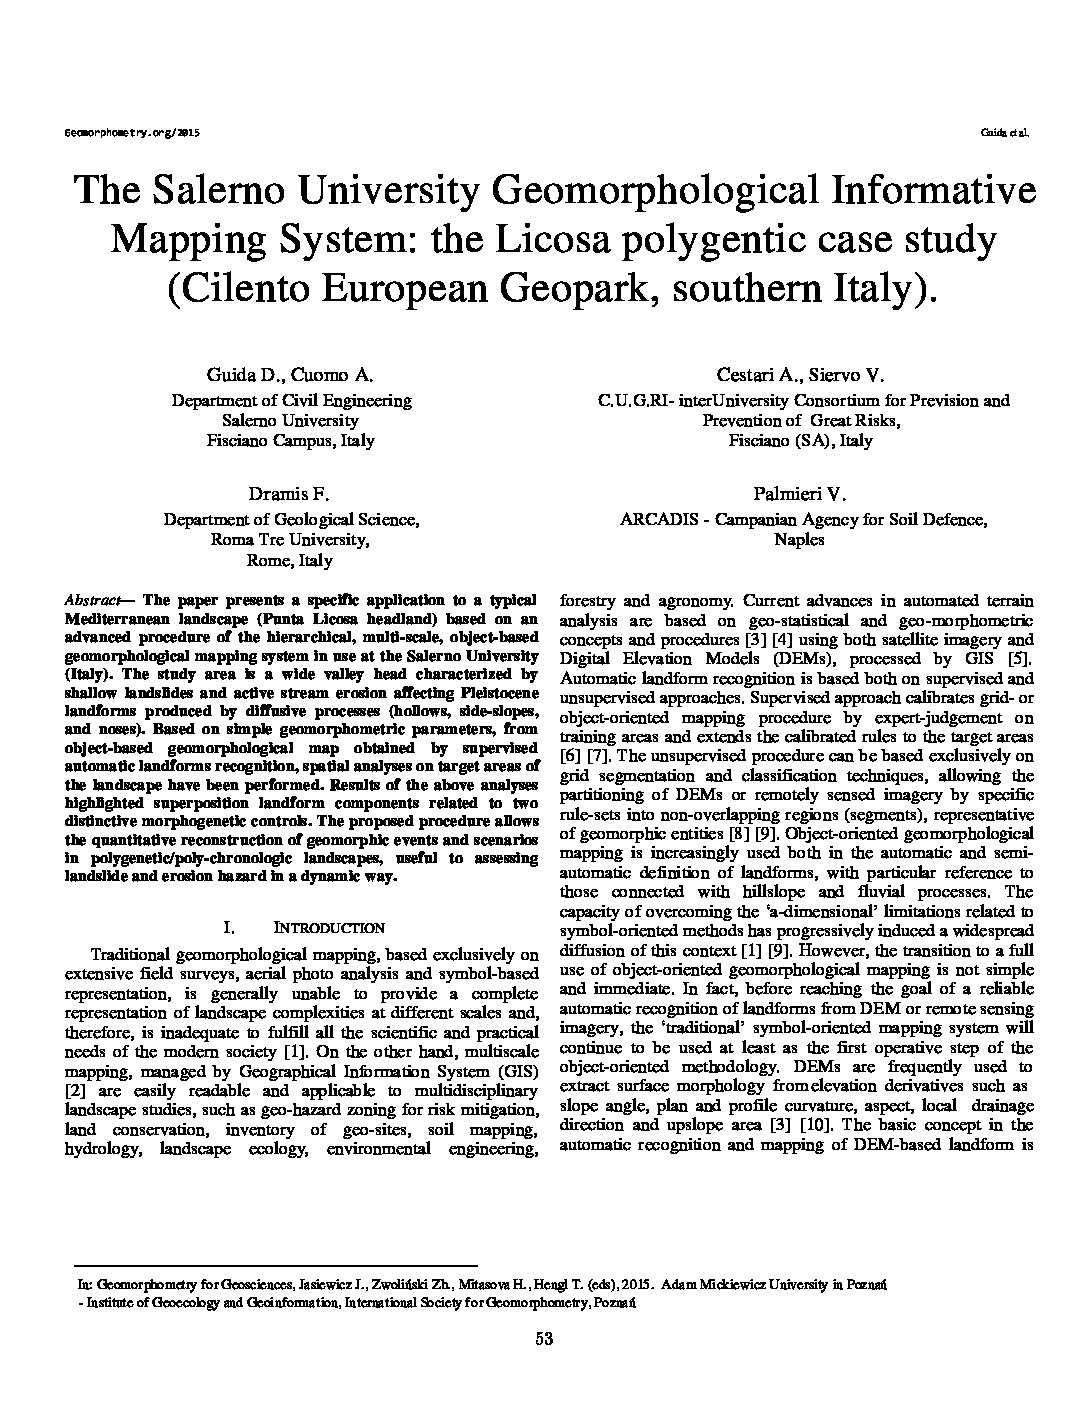 Geomorphometry.org/2015
Guida et al.
The Salerno University Geomorphological Informative
Mapping System: the Licosa polygentic case study
(Cilento European Geopark, southern Italy).
Guida D., Cuomo A.
Department of Civil Engineering
Salerno University
Fisciano Campus, Italy
Cestari A., Siervo V.
C.U.G.RI- interUniversity Consortium for Prevision and
Prevention of Great Risks,
Fisciano (SA), Italy
Dramis F.
Department of Geological Science,
Roma Tre University,
Rome, Italy
Palmieri V.
ARCADIS - Campanian Agency for Soil Defence,
Naples
Abstract— The paper presents a specific application to a typical
Mediterranean landscape (Punta Licosa headland) based on an
advanced procedure of the hierarchical, multi-scale, object-based
geomorphological mapping system in use at the Salerno University
(Italy). The study area is a wide valley head characterized by
shallow landslides and active stream erosion affecting Pleistocene
landforms produced by diffusive processes (hollows, side-slopes,
and noses). Based on simple geomorphometric parameters, from
object-based geomorphological map obtained by supervised
automatic landforms recognition, spatial analyses on target areas of
the landscape have been performed. Results of the above analyses
highlighted superposition landform components related to two
distinctive morphogenetic controls. The proposed procedure allows
the quantitative reconstruction of geomorphic events and scenarios
in polygenetic/poly-chronologic landscapes, useful to assessing
landslide and erosion hazard in a dynamic way.
I. INTRODUCTION
Traditional geomorphological mapping, based exclusively on
extensive field surveys, aerial photo analysis and symbol-based
representation, is generally unable to provide a complete
representation of landscape complexities at different scales and,
therefore, is inadequate to fulfill all the scientific and practical
needs of the modern society [1]. On the other hand, multiscale
mapping, managed by Geographical Information System (GIS)
[2] are easily readable and applicable to multidisciplinary
landscape studies, such as geo-hazard zoning for risk mitigation,
land conservation, inventory of geo-sites, soil mapping,
hydrology, landscape ecology, environmental engineering,
forestry and agronomy. Current advances in automated terrain
analysis are based on geo-statistical and geo-morphometric
concepts and procedures [3] [4] using both satellite imagery and
Digital Elevation Models (DEMs), processed by GIS [5].
Automatic landform recognition is based both on supervised and
unsupervised approaches. Supervised approach calibrates grid- or
object-oriented mapping procedure by expert-judgement on
training areas and extends the calibrated rules to the target areas
[6] [7]. The unsupervised procedure can be based exclusively on
grid segmentation and classification techniques, allowing the
partitioning of DEMs or remotely sensed imagery by specific
rule-sets into non-overlapping regions (segments), representative
of geomorphic entities [8] [9]. Object-oriented geomorphological
mapping is increasingly used both in the automatic and semi-
automatic definition of landforms, with particular reference to
those connected with hillslope and fluvial processes. The
capacity of overcoming the ‘a-dimensional’ limitations related to
symbol-oriented methods has progressively induced a widespread
diffusion of this context [1] [9]. However, the transition to a full
use of object-oriented geomorphological mapping is not simple
and immediate. In fact, before reaching the goal of a reliable
automatic recognition of landforms from DEM or remote sensing
imagery, the ‘traditional’ symbol-oriented mapping system will
continue to be used at least as the first operative step of the
object-oriented methodology. DEMs are frequently used to
extract surface morphology from elevation derivatives such as
slope angle, plan and profile curvature, aspect, local drainage
direction and upslope area [3] [10]. The basic concept in the
automatic recognition and mapping of DEM-based landform is
In: Geomorphometry for Geosciences, Jasiewicz J., Zwoliński Zb., Mitasova H., Hengl T. (eds), 2015. Adam Mickiewicz University in Poznań
- Institute of Geoecology and Geoinformation, International Society for Geomorphometry, Poznań
53